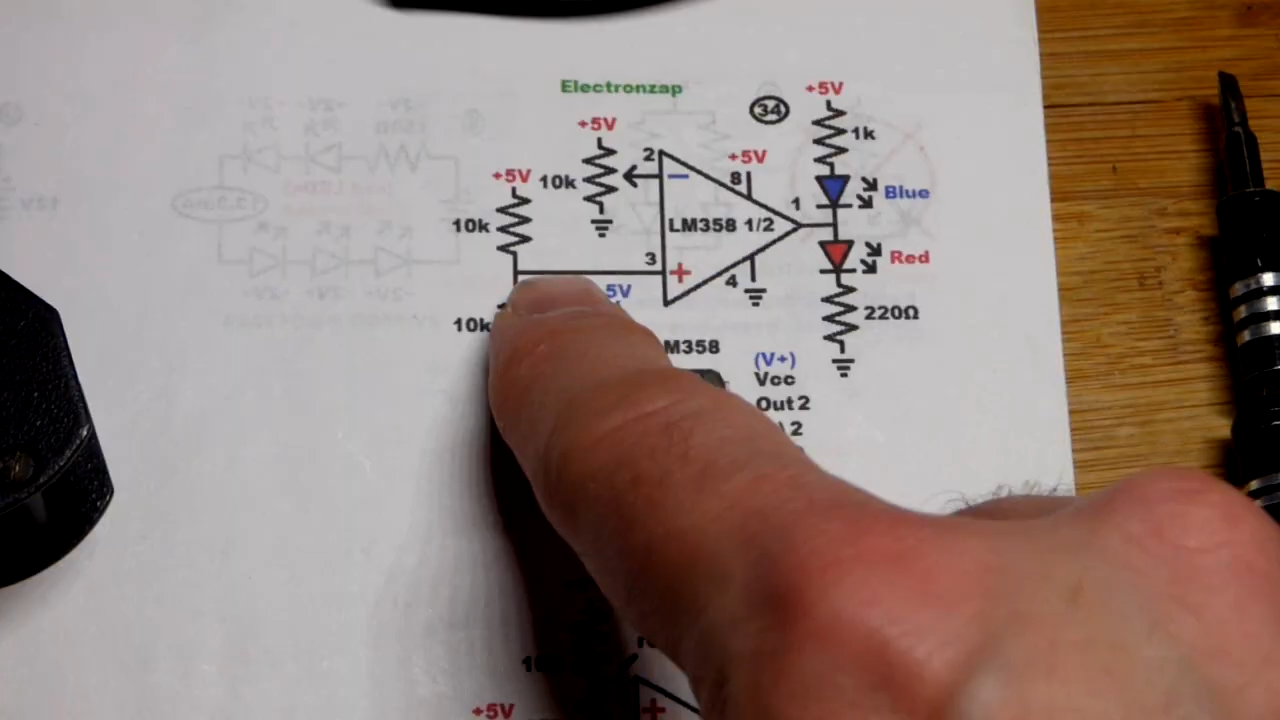 Electronzap
34
+5V
+5V
1k
2
+5V
+5V
10k
−
8
Blue
10k
LM358 1/2
1
3
+
Red
5V
4
220Ω
10k
M358
(V+)
Vcc
Out 2
2
+5V
+